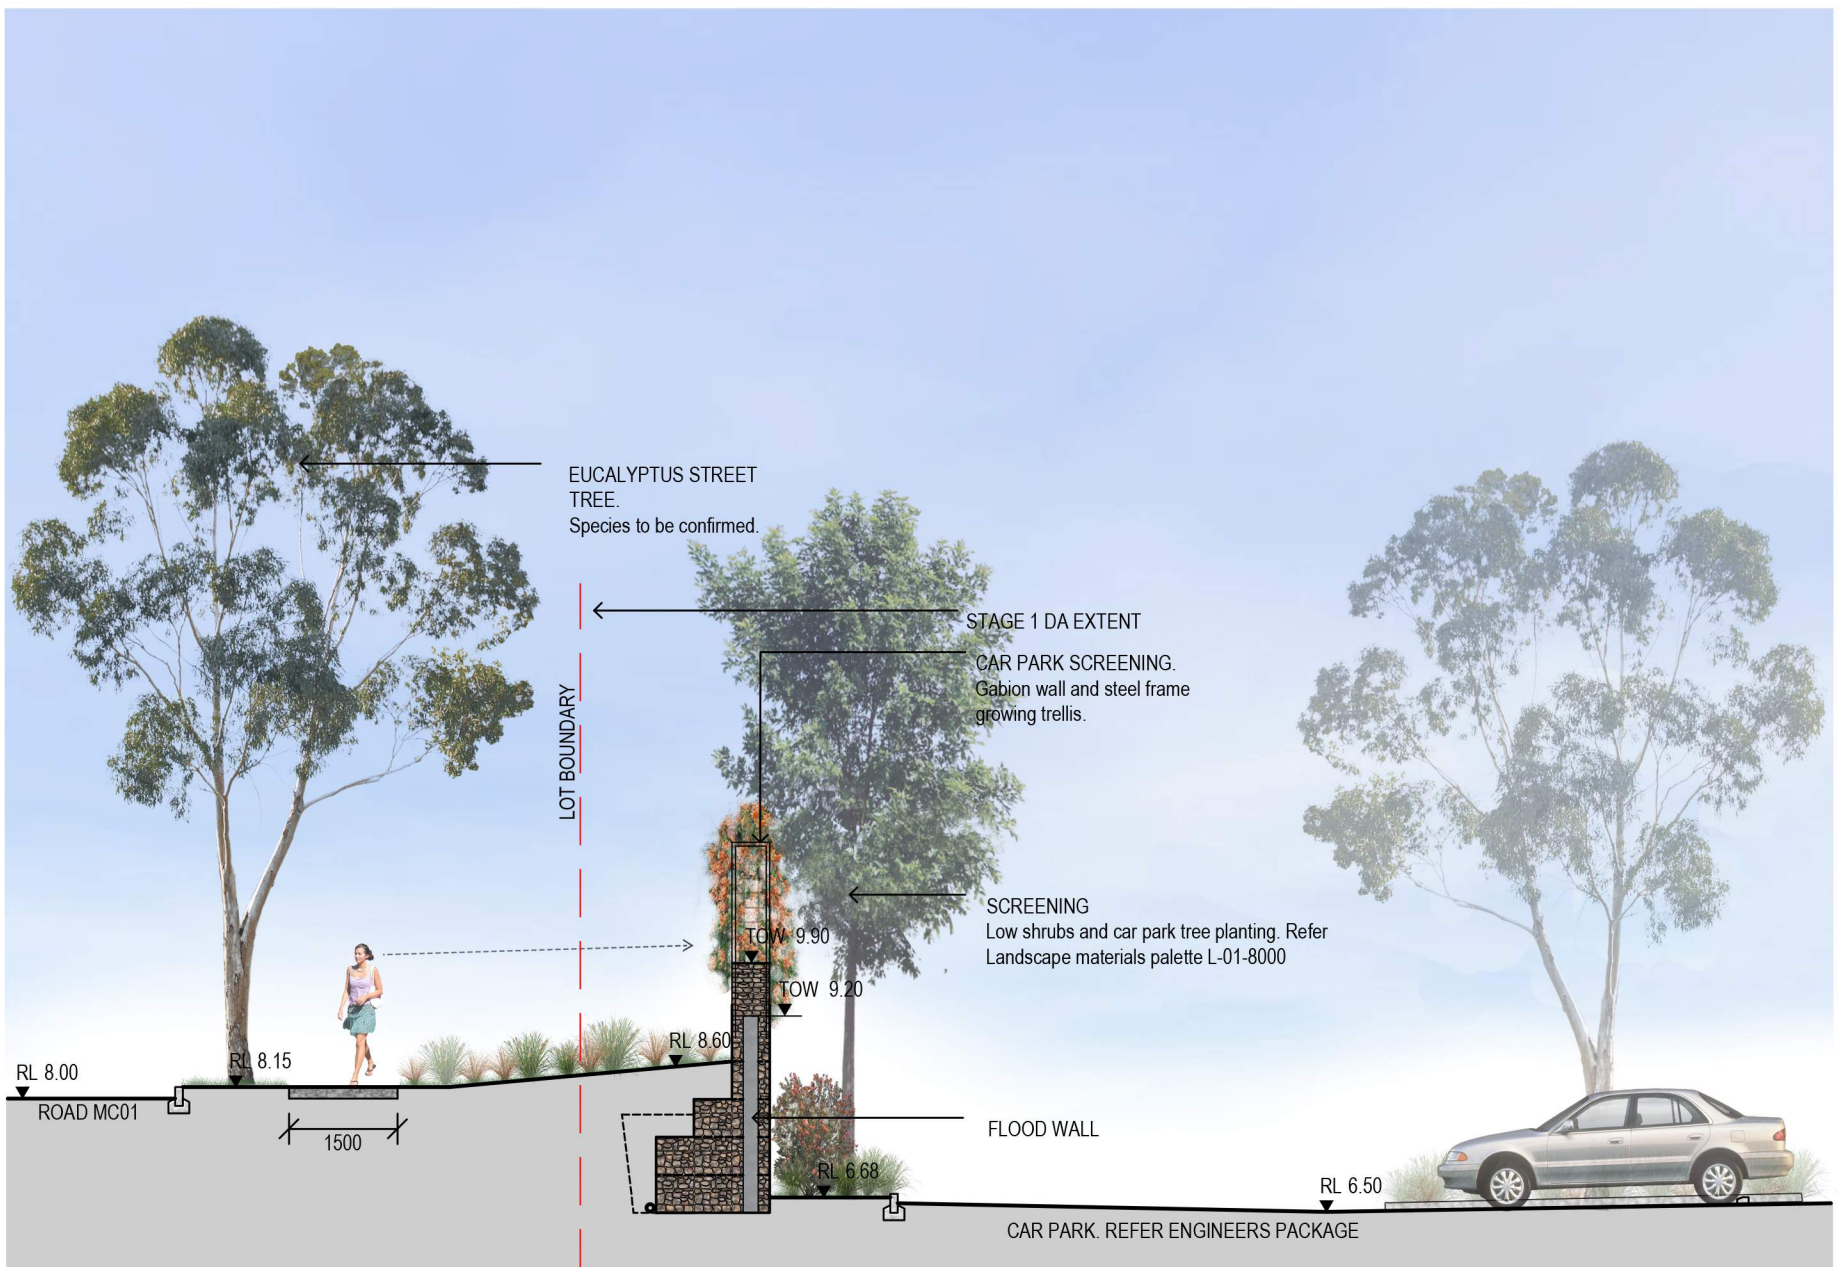 EUCALYPTUS STREET
TREE.
Species to be confirmed.
STAGE 1 DA EXTENT
CAR PARK SCREENING.
Gabion wall and steel frame
growing trellis.
LOT BOUNDARY
SCREENING
Low shrubs and car park tree planting. Refer
Landscape materials palette L-01-8000
TOW 9.90
TOW 9.20
RL 8.60
RL 8.15
RL 8.00
ROAD MC01
1500
FLOOD WALL
RL 6.68
RL 6.50
CAR PARK. REFER ENGINEERS PACKAGE